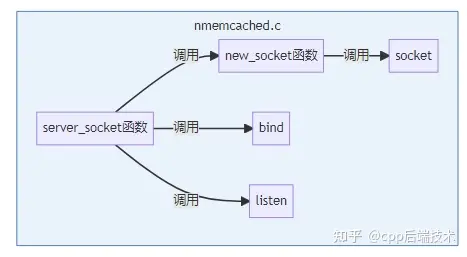 nmemcached.c
调用
new_socket函数
调用
socket
server_socket函数
调用
bind
调用
listen
知乎 @cpp后端技术